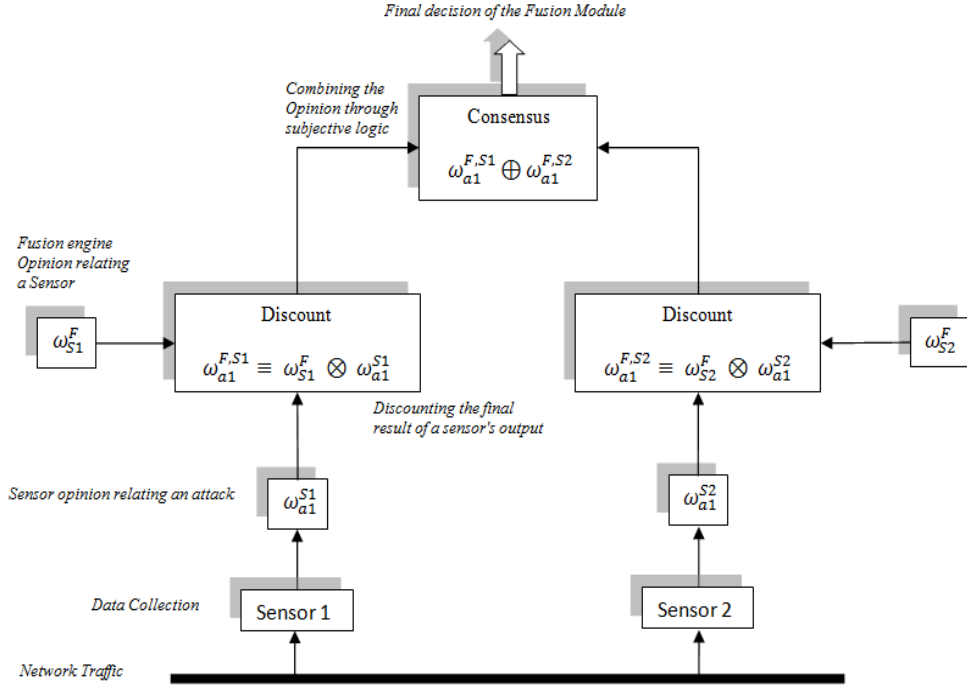 Final decision of the Fusion Module
Combining the
Opinion through
subjective logic
Consensus
ω_{a1}^{F,S1} ⊕ ω_{a1}^{F,S2}
Fusion engine
Opinion relating
a Sensor
ω_{S1}^{F}
Discount
ω_{a1}^{F,S1} ≡ ω_{S1}^{F} ⊗ ω_{a1}^{S1}
Discount
ω_{a1}^{F,S2} ≡ ω_{S2}^{F} ⊗ ω_{a1}^{S2}
ω_{S2}^{F}
Discounting the final
result of a sensor's output
Sensor opinion relating an attack
ω_{a1}^{S1}
ω_{a1}^{S2}
Data Collection
Sensor 1
Sensor 2
Network Traffic